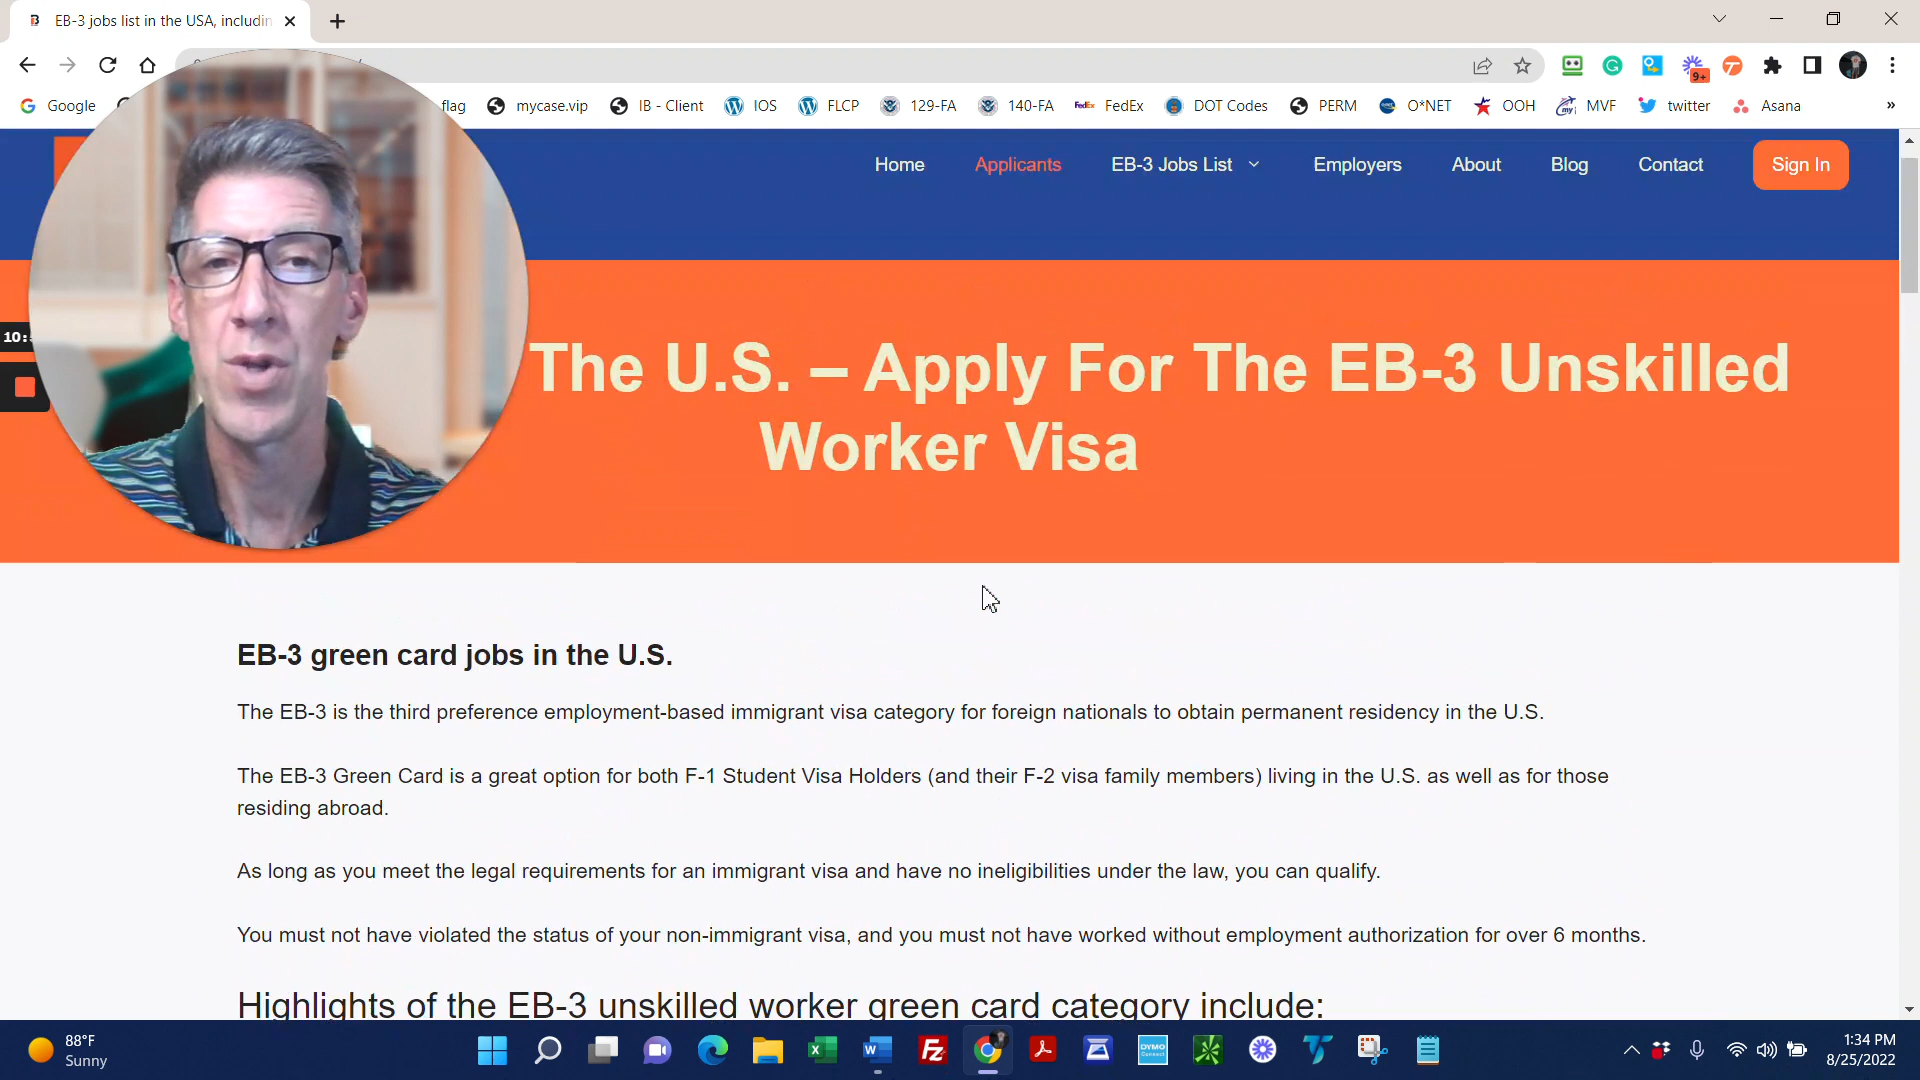 EB-3 jobs list in the USA, includin
Google
flag
mycase.vip
IB - Client
IOS
FLCP
129-FA
140-FA
FedEx
FedEx
DOT Codes
PERM
O*NET
OOH
MVF
twitter
Asana
»
9+
Home
Applicants
EB-3 Jobs List
Employers
About
Blog
Contact
Sign In
10:
The U.S. – Apply For The EB-3 Unskilled
Worker Visa
EB-3 green card jobs in the U.S.
The EB-3 is the third preference employment-based immigrant visa category for foreign nationals to obtain permanent residency in the U.S.
The EB-3 Green Card is a great option for both F-1 Student Visa Holders (and their F-2 visa family members) living in the U.S. as well as for those
residing abroad.
As long as you meet the legal requirements for an immigrant visa and have no ineligibilities under the law, you can qualify.
You must not have violated the status of your non-immigrant visa, and you must not have worked without employment authorization for over 6 months.
Highlights of the EB-3 unskilled worker green card category include:
88°F
Sunny
DYMO
Connect
1:34 PM
8/25/2022